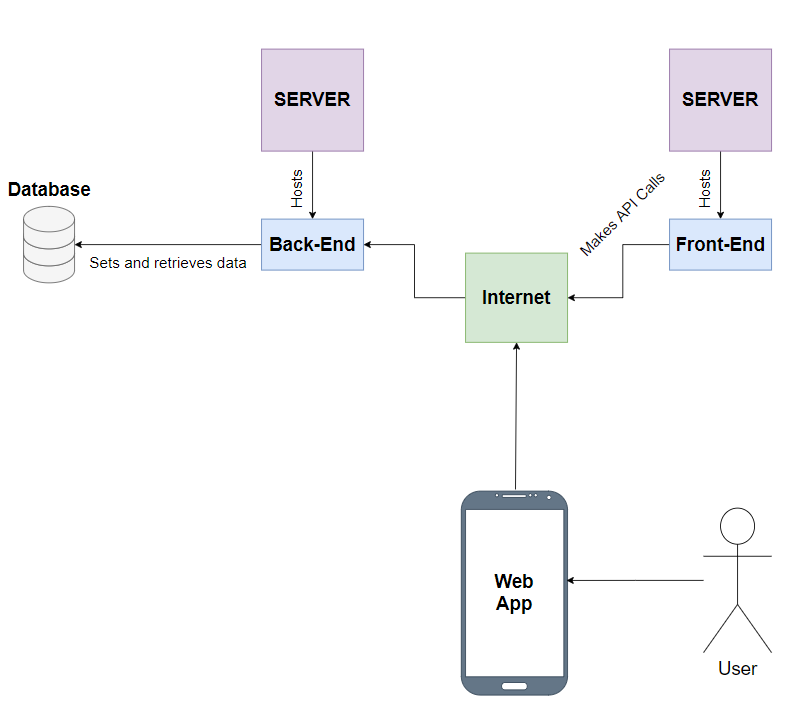 SERVER
SERVER
Hosts
Hosts
Makes API Calls
Database
Back-End
Front-End
Sets and retrieves data
Internet
Web
App
User